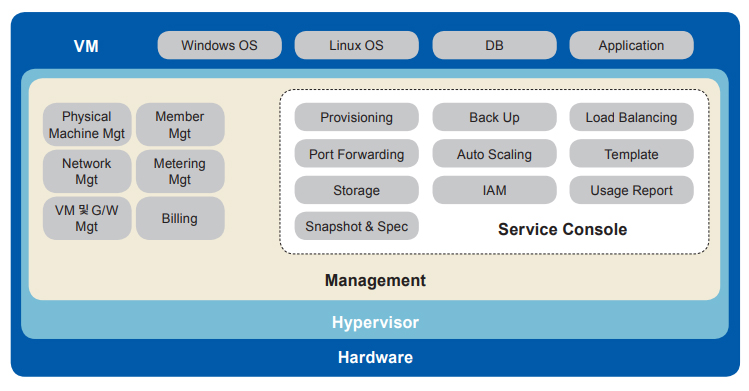 VM
Windows OS
Linux OS
DB
Application
Physical
Machine Mgt
Member
Mgt
Network
Mgt
Metering
Mgt
VM 및 G/W
Mgt
Billing
Provisioning
Back Up
Load Balancing
Port Forwarding
Auto Scaling
Template
Storage
IAM
Usage Report
Snapshot & Spec
Service Console
Management
Hypervisor
Hardware